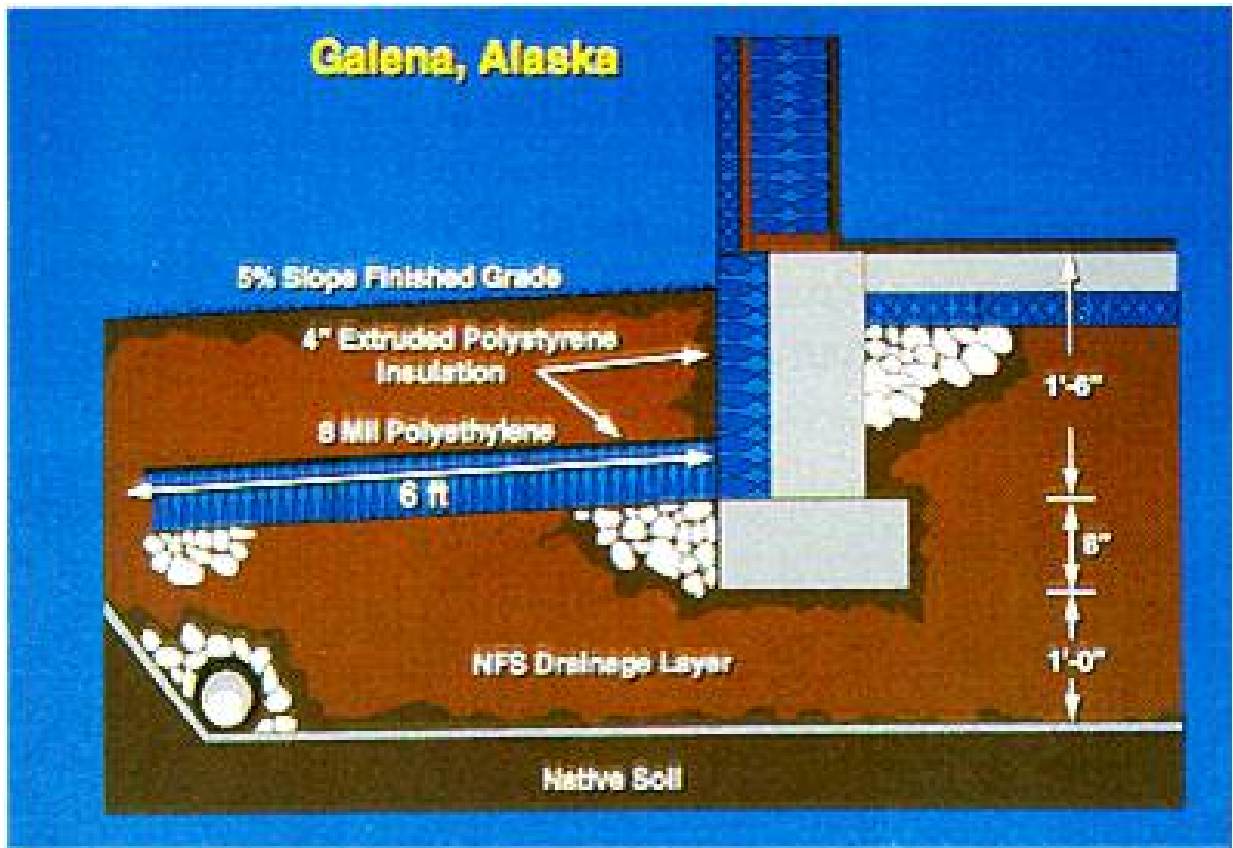 Galena, Alaska
5% Slope Finished Grade
4" Extruded Polystyrene
Insulation
8 Mil Polyethylene
6 ft
1'-6"
8"
1'-0"
NFS Drainage Layer
Native Soil